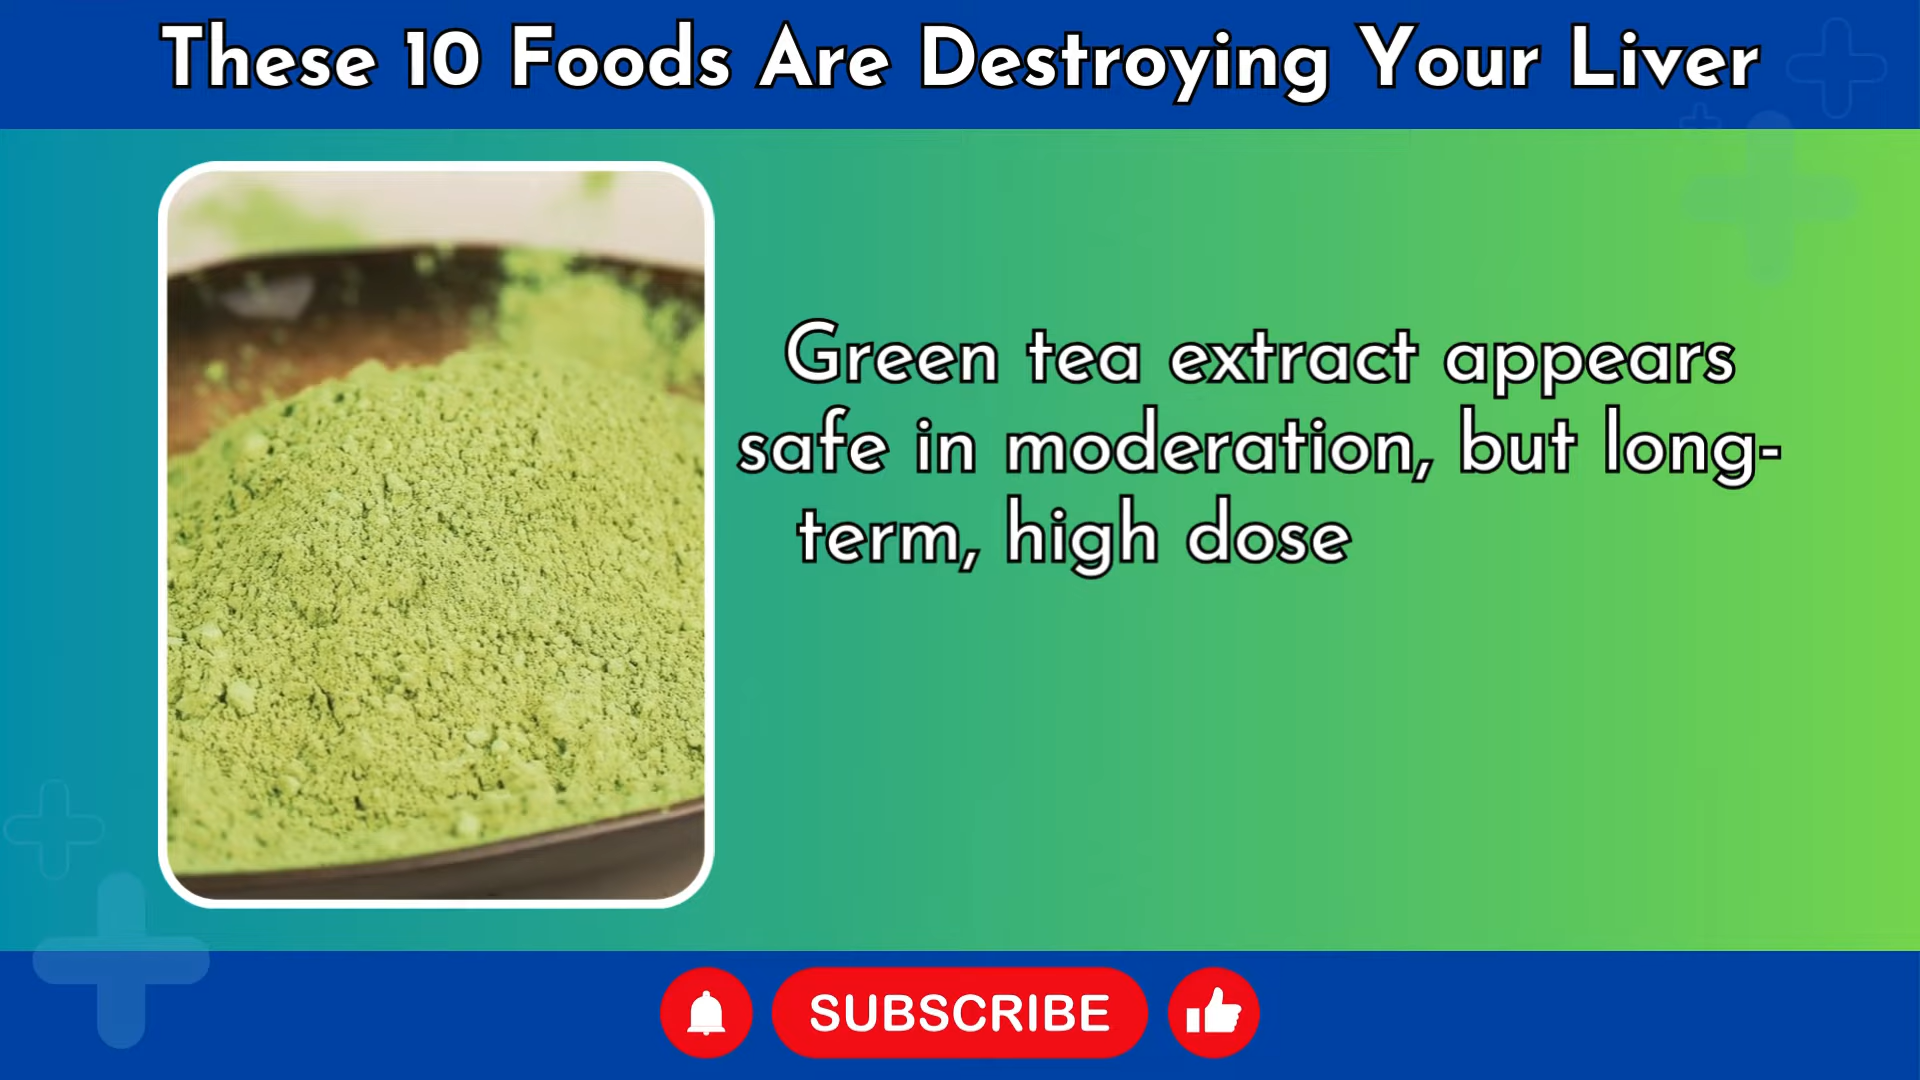 These 10 Foods Are Destroying Your Liver
Green tea extract appears
safe in moderation, but long-
term, high dose
SUBSCRIBE